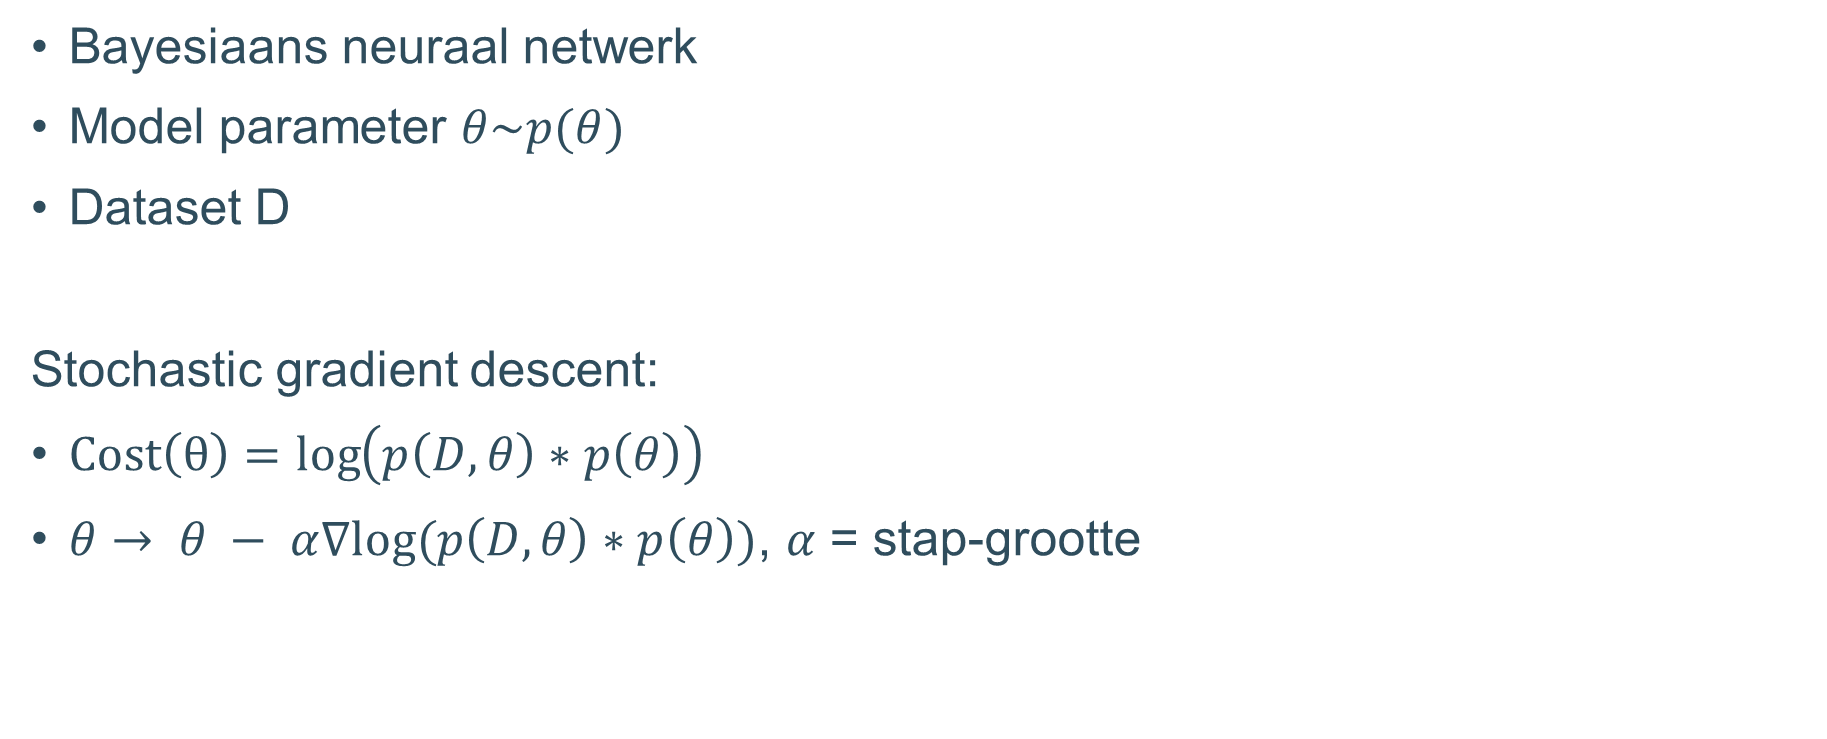 • Bayesiaans neuraal netwerk
• Model parameter θ~p(θ)
• Dataset D
Stochastic gradient descent:
• Cost(θ) = log(p(D, θ) ∗ p(θ))
• θ → θ − α∇log(p(D, θ) ∗ p(θ)), α = stap-grootte